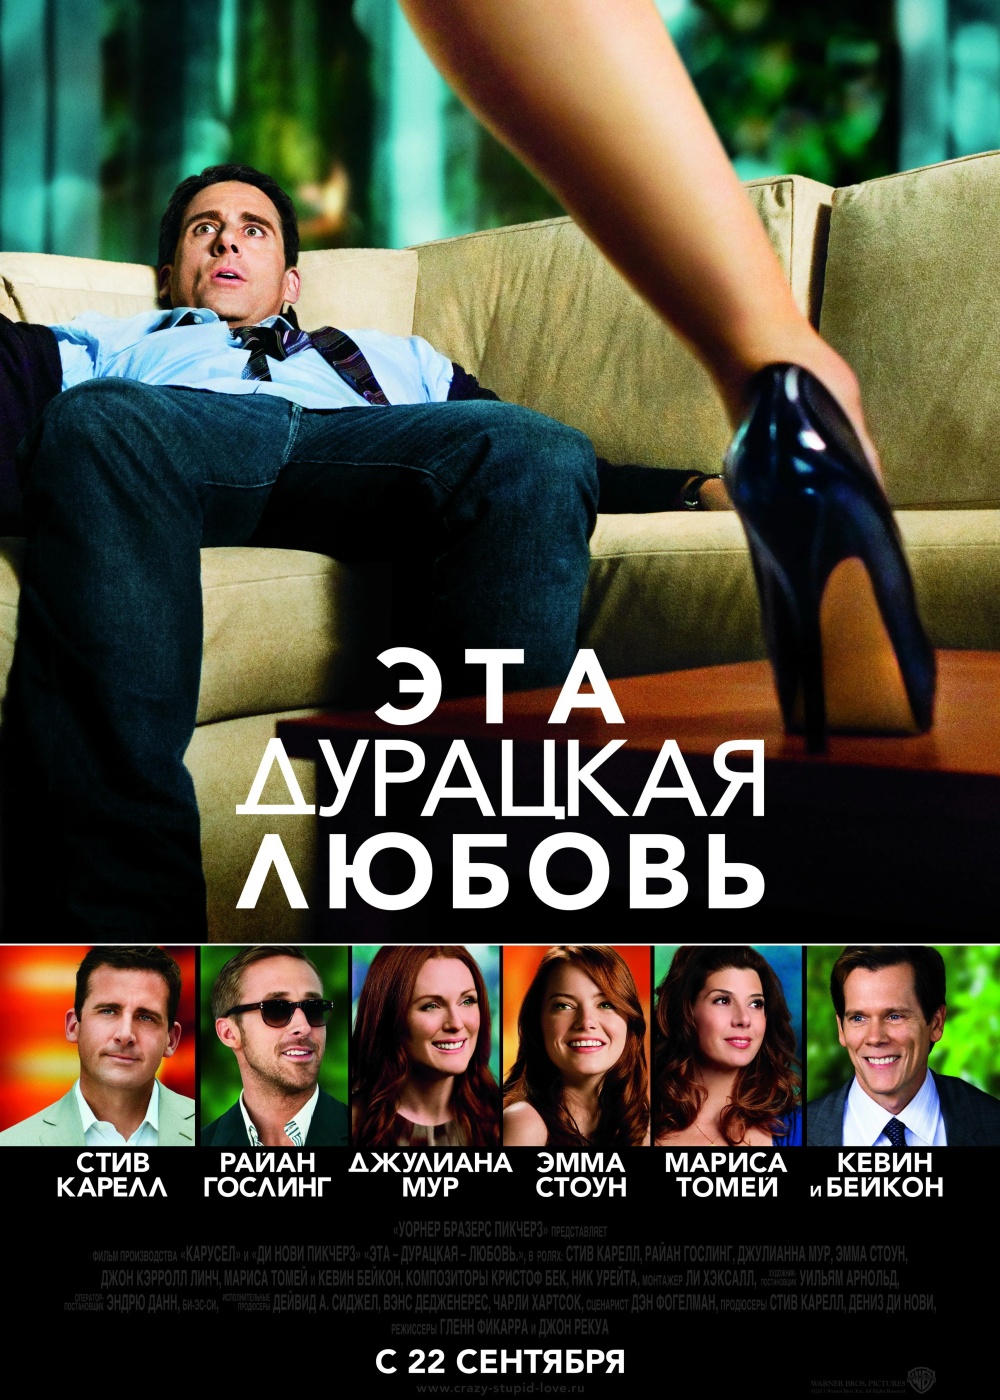 ЭТА
ДУРАЦКАЯ
ЛЮБОВЬ
СТИВ
КАРЕЛЛ
РАЙАН
ГОСЛИНГ
ДЖУЛИАНА
МУР
ЭММА
СТОУН
МАРИСА
ТОМЕЙ
КЕВИН
И БЕЙКОН
«УОРНЕР БРАЗЕРС ПИКЧЕРЗ» ПРЕДСТАВЛЯЕТ
ФИЛЬМ ПРОИЗВОДСТВА «КАРУСЕЛ» И «ДИ НОВИ ПИКЧЕРЗ» «ЭТА – ДУРАЦКАЯ – ЛЮБОВЬ.», В РОЛЯХ: СТИВ КАРЕЛЛ, РАЙАН ГОСЛИНГ, ДЖУЛИАННА МУР, ЭММА СТОУН,
ДЖОН КЭРРОЛЛ ЛИНЧ, МАРИСА ТОМЕЙ И КЕВИН БЕЙКОН, КОМПОЗИТОРЫ КРИСТОФ БЕК, НИК УРЕЙТА, МОНТАЖЕР ЛИ ХЭКСАЛЛ, ХУДОЖНИК-ПОСТАНОВЩИК УИЛЬЯМ АРНОЛЬД,
ОПЕРАТОР-ПОСТАНОВЩИК ЭНДРЮ ДАНН, БИ-ЭС-СИ, ИСПОЛНИТЕЛЬНЫЕ ПРОДЮСЕРЫ ДЕЙВИД А. СИДЖЕЛ, ВЭНС ДЕДЖЕНЕРЕС, ЧАРЛИ ХАРТСОК, СЦЕНАРИСТ ДЭН ФОГЕЛМАН, ПРОДЮСЕРЫ СТИВ КАРЕЛЛ, ДЕНИЗ ДИ НОВИ,
РЕЖИССЕРЫ ГЛЕНН ФИКАРРА И ДЖОН РЕКУА
С 22 СЕНТЯБРЯ
www.crazy-stupid-love.ru
WARNER BROS. PICTURES